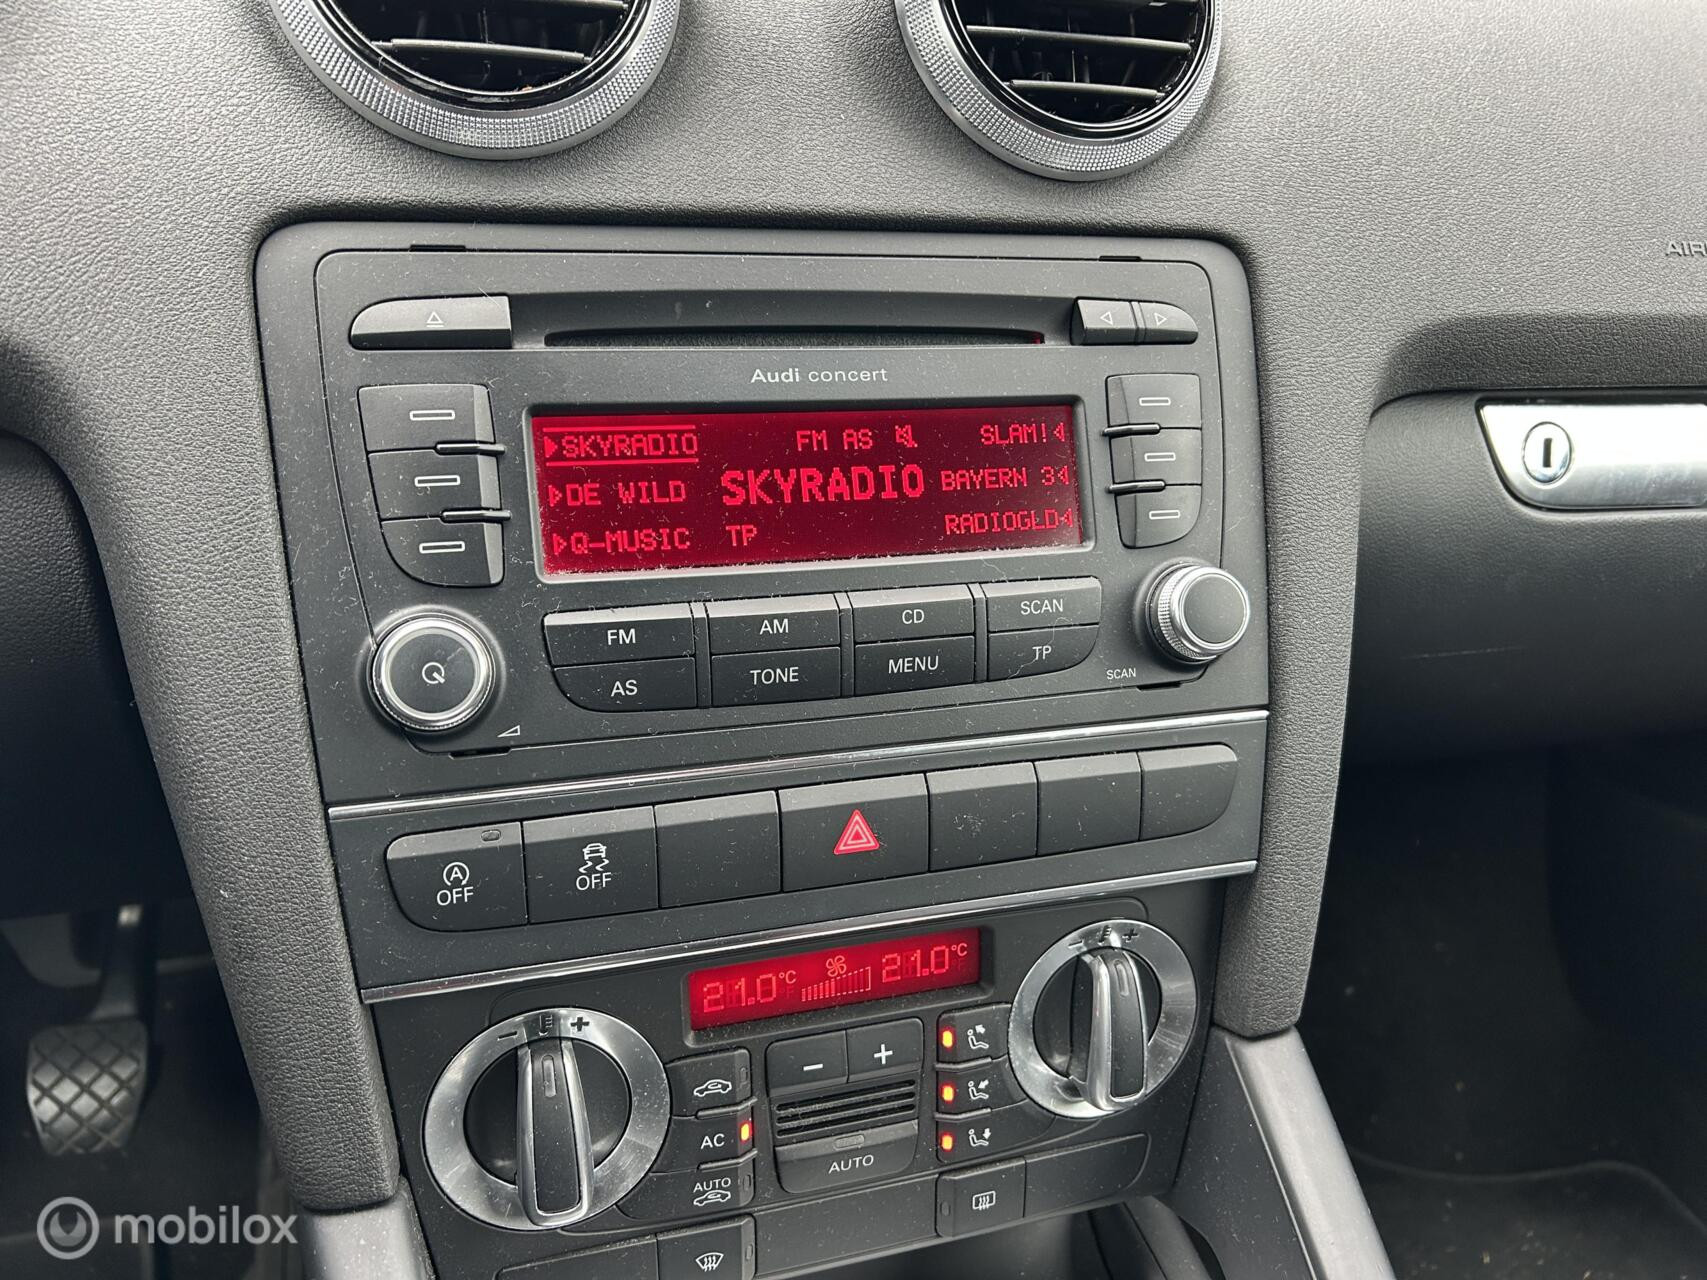 AIR
Audi concert
SKYRADIO FM AS SLAM!
DE WILD SKYRADIO BAYERN 3
Q-MUSIC TP RADIOGLD
FM AM CD SCAN
AS TONE MENU TP
SCAN
A OFF
OFF
21.0°C 21.0°C
- + - +
- +
AC
AUTO
AUTO
mobilox